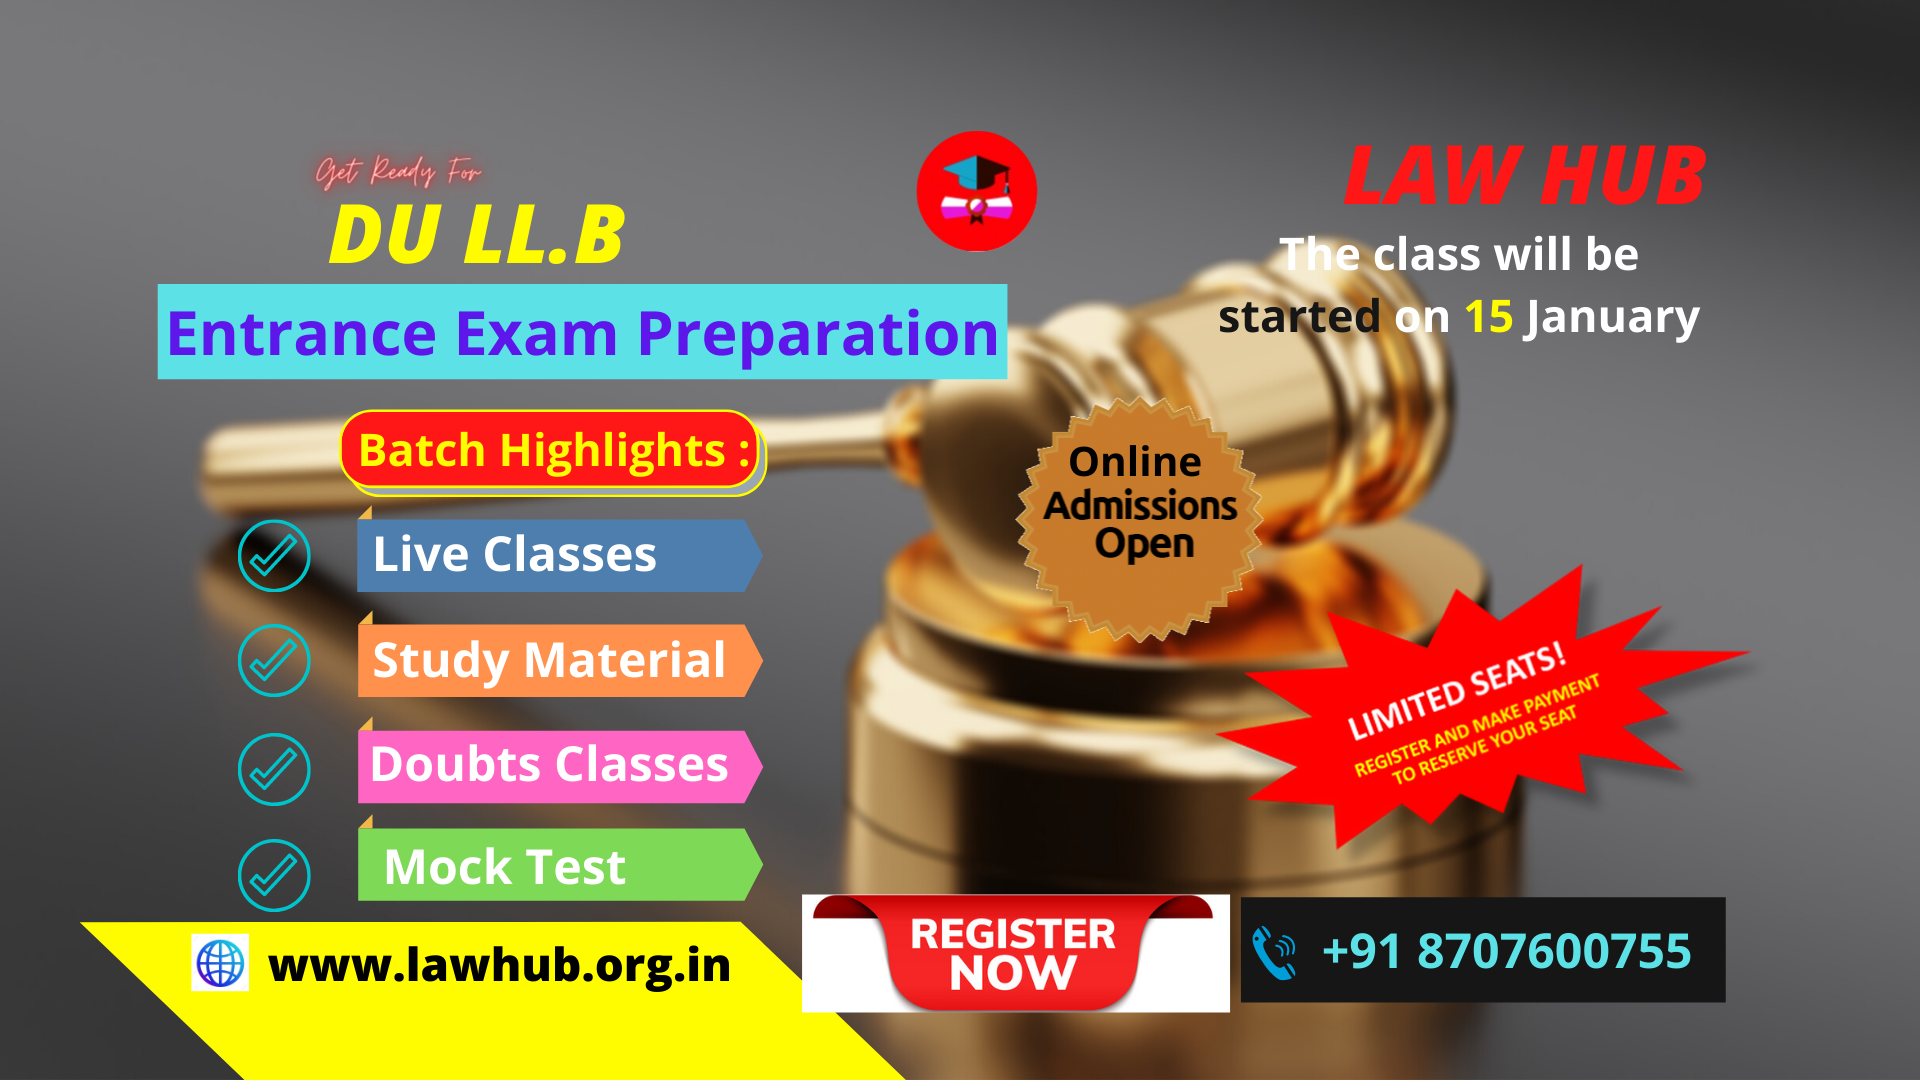 Get Ready For
DU LL.B
Entrance Exam Preparation
LAW HUB
The class will be
started on 15 January
Batch Highlights :
Live Classes
Study Material
Doubts Classes
Mock Test
Online
Admissions
Open
LIMITED SEATS!
REGISTER AND MAKE PAYMENT
TO RESERVE YOUR SEAT
www.lawhub.org.in
REGISTER
NOW
+91 8707600755